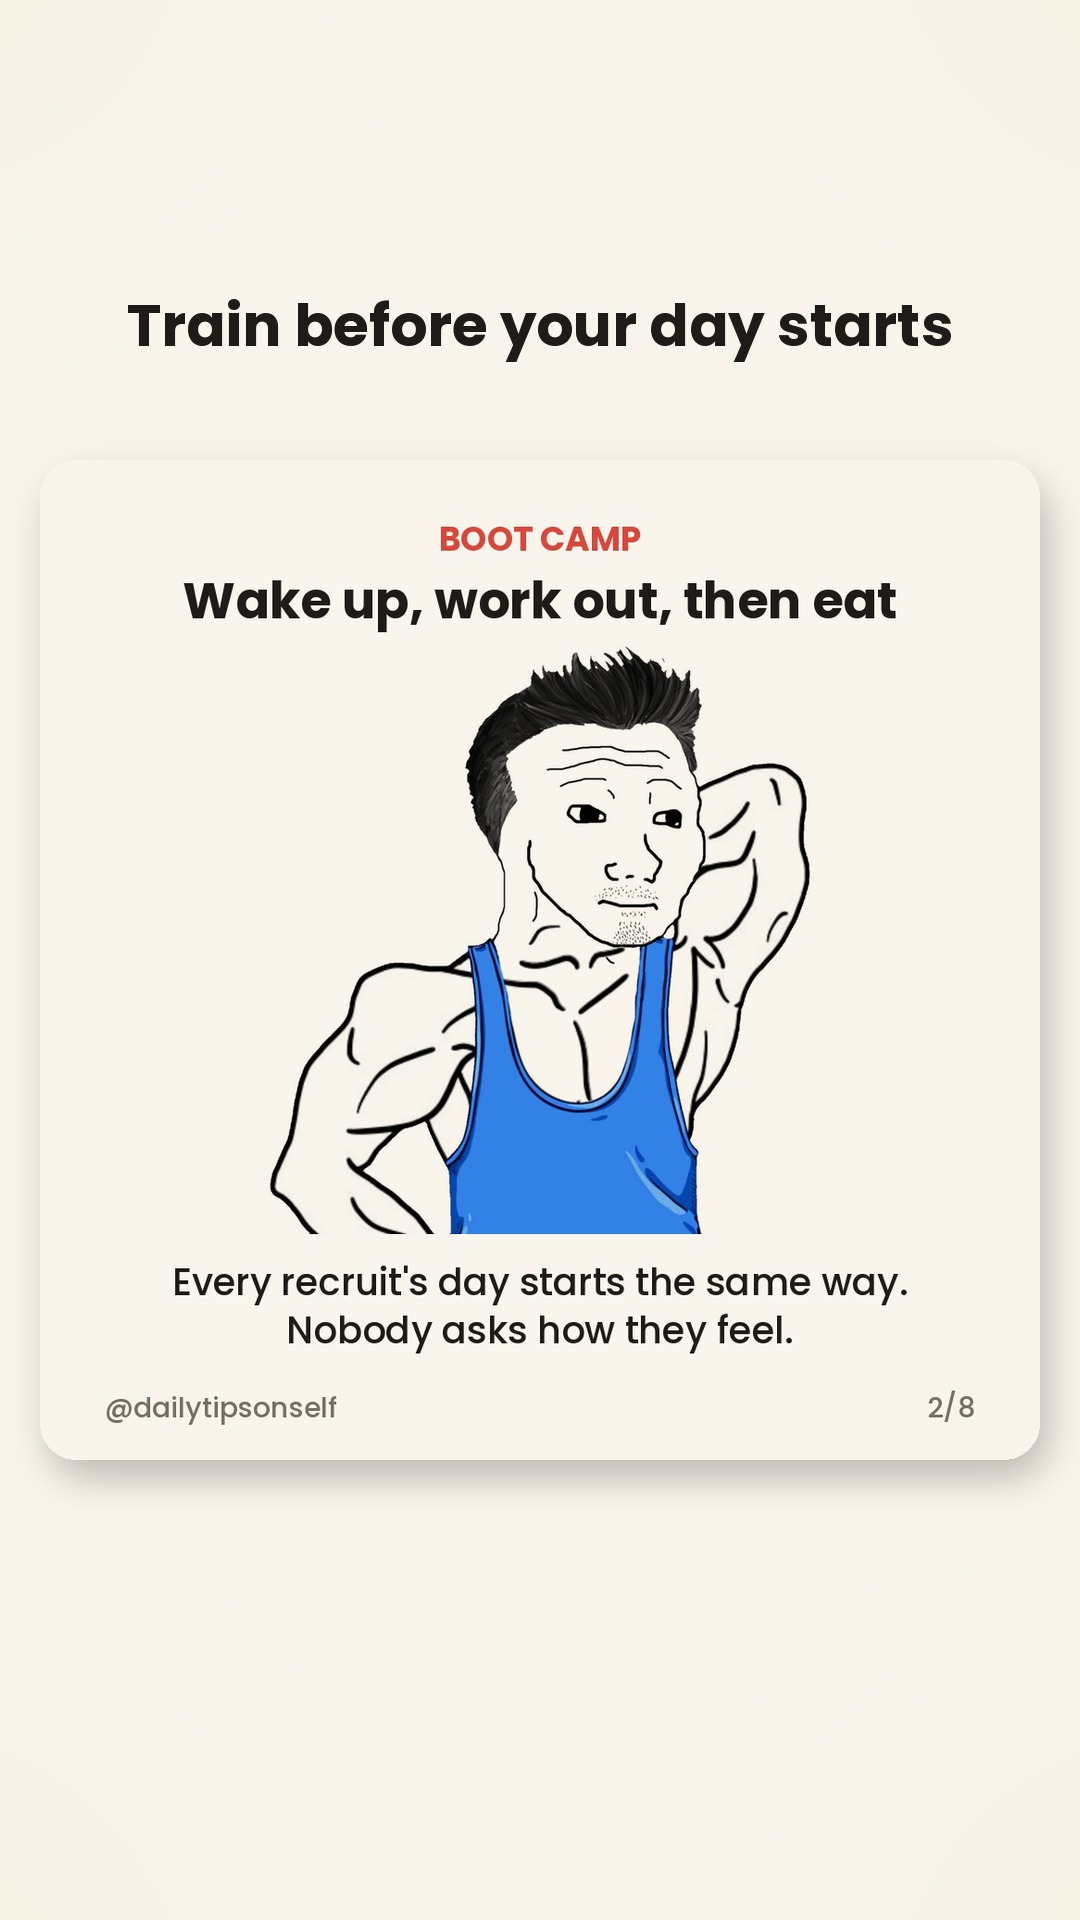 Train before your day starts
BOOT CAMP
Wake up, work out, then eat
Every recruit's day starts the same way.
Nobody asks how they feel.
@dailytipsonself
2/8